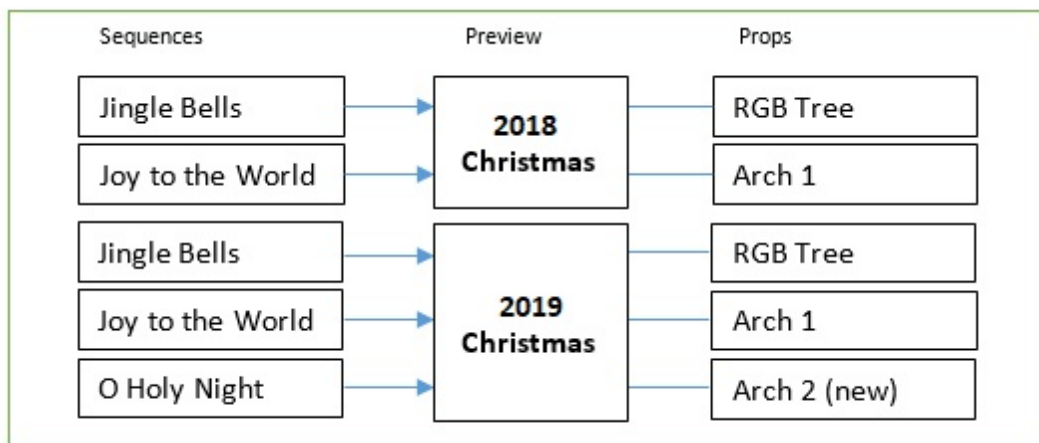 Sequences
Preview
Props
Jingle Bells
2018
Christmas
RGB Tree
Joy to the World
Arch 1
Jingle Bells
2019
Christmas
RGB Tree
Joy to the World
Arch 1
O Holy Night
Arch 2 (new)